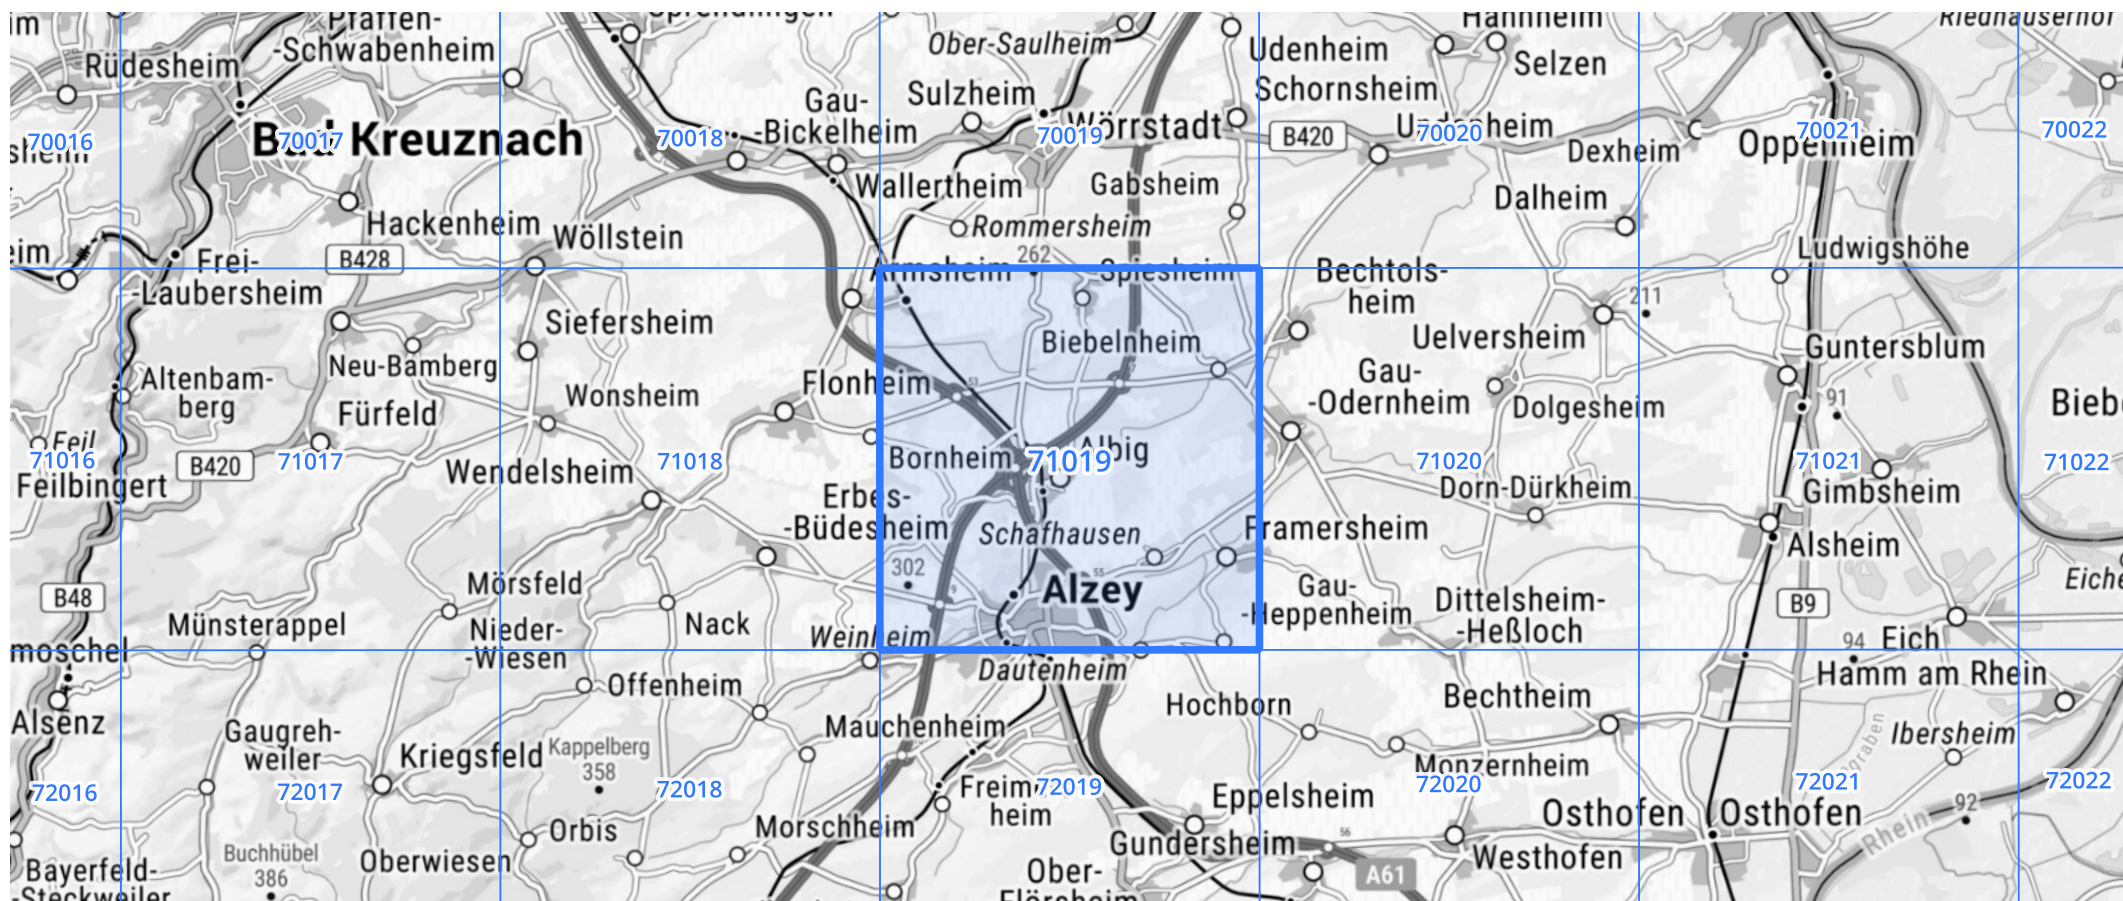 Pfaffen-
-Schwabenheim
Rüdesheim
Bad Kreuznach
70016
70017
70018
70019
70020
70021
70022
Gau-
-Bickelheim
Ober-Saulheim
Sulzheim
Wörrstadt
Udenheim
Schornsheim
Selzen
B420
Undenheim
Dexheim
Oppenheim
Hackenheim
Wöllstein
Wallertheim
Gabsheim
Rommersheim
262
Dalheim
Ludwigshöhe
B428
Frei-
-Laubersheim
Armsheim
Spiesheim
Bechtols-
heim
211
Siefersheim
Biebelnheim
Uelversheim
Guntersblum
Neu-Bamberg
Altenbam-
berg
Fürfeld
Wonsheim
Flonheim
53
Gau-
-Odernheim
Dolgesheim
91
Feil
71016
Feilbingert
B420
71017
Wendelsheim
71018
Bornheim
71019
Albig
71020
71021
71022
Dorn-Dürkheim
Gimbsheim
Erbes-
-Büdesheim
Schafhausen
Framersheim
Alsheim
302
55
Alzey
B48
Mörsfeld
Münsterappel
Nieder-
-Wiesen
Nack
Weinheim
Gau-
-Heppenheim
Dittelsheim-
-Heßloch
B9
94
Eich
moschel
Dautenheim
Hamm am Rhein
Alsenz
Offenheim
Hochborn
Bechtheim
Gaugreh-
weiler
Kriegsfeld
Kappelberg
358
Mauchenheim
Monzernheim
Ibersheim
72016
72017
72018
72019
72020
72021
72022
Freim-
heim
Eppelsheim
Osthofen
Osthofen
92
Rhein
Orbis
Morschheim
Gundersheim
56
Westhofen
Buchhübel
386
Oberwiesen
A61
Bayerfeld-
-Steckweiler
Ober-
-Flörsheim